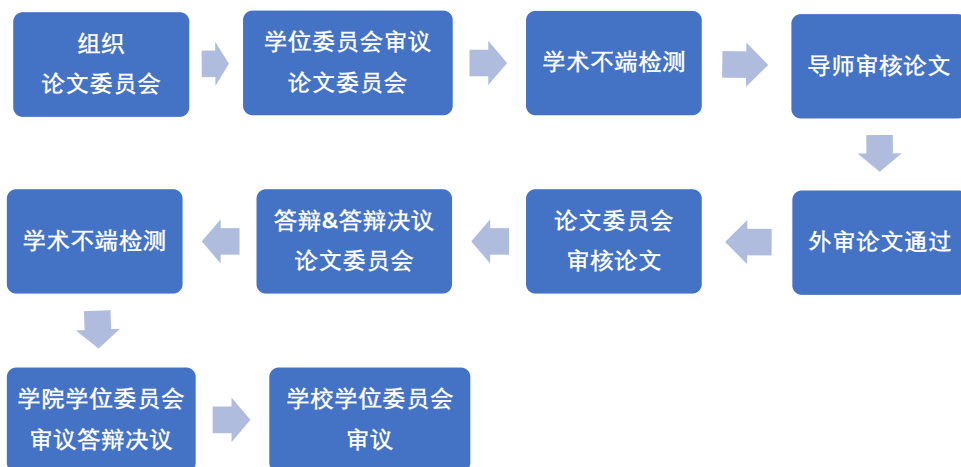 组织
论文委员会
学位委员会审议
论文委员会
学术不端检测
导师审核论文
外审论文通过
论文委员会
审核论文
答辩&答辩决议
论文委员会
学术不端检测
学院学位委员会
审议答辩决议
学校学位委员会
审议